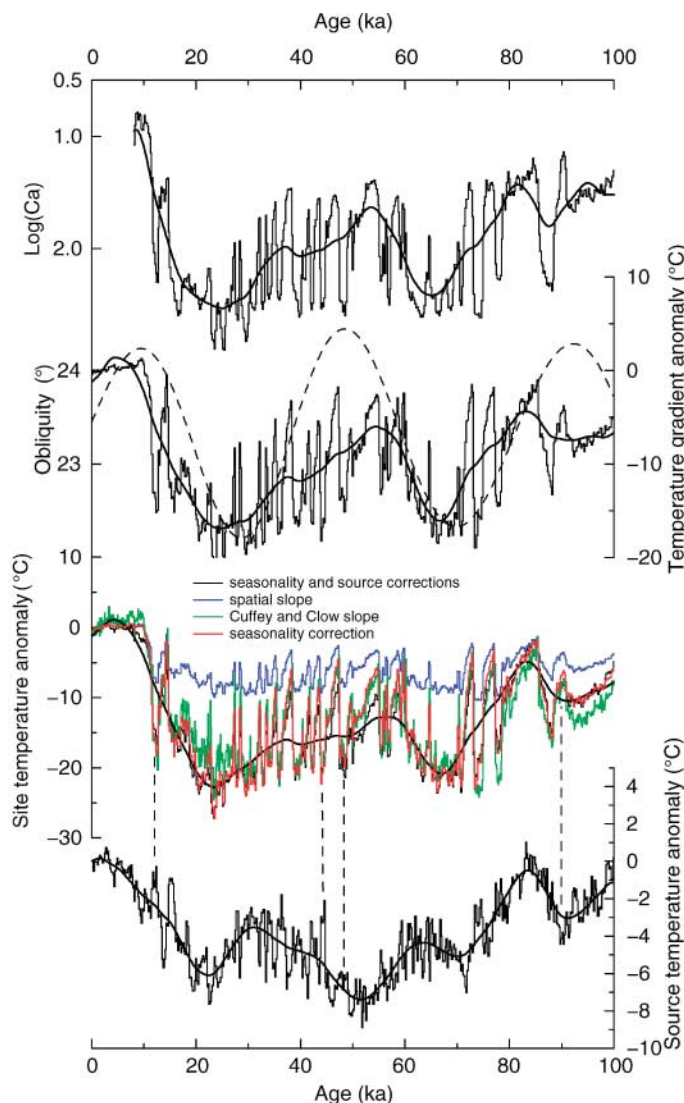 Age (ka)
0 20 40 60 80 100
0.5
1.0
2.0
Log(Ca)
10
0
−10
−20
Temperature gradient anomaly (°C)
24
23
Obliquity (°)
10
0
−10
−20
−30
Site temperature anomaly (°C)
seasonality and source corrections
spatial slope
Cuffey and Clow slope
seasonality correction
4
2
0
−2
−4
−6
−8
−10
Source temperature anomaly (°C)
0 20 40 60 80 100
Age (ka)